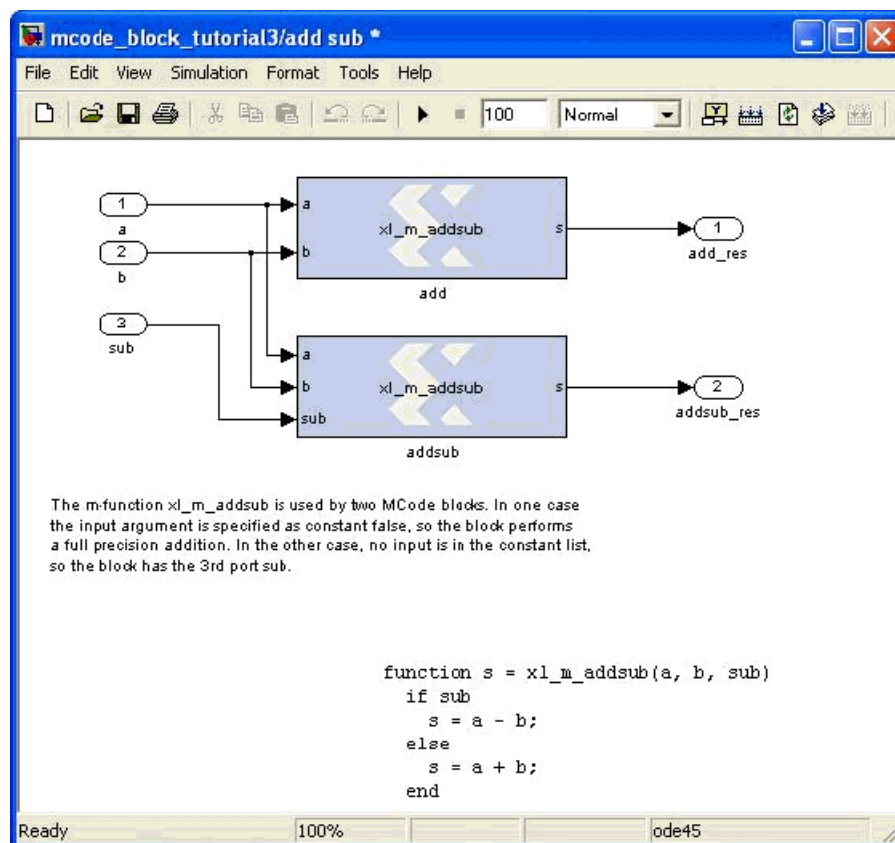 mcode_block_tutorial3/add sub *
File Edit View Simulation Format Tools Help
100 Normal
1
a
2
b
3
sub
a
b
xl_m_addsub
s
add
1
add_res
a
b
sub
xl_m_addsub
s
addsub
2
addsub_res
The m-function xl_m_addsub is used by two MCode blocks. In one case
the input argument is specified as constant false, so the block performs
a full precision addition. In the other case, no input is in the constant list,
so the block has the 3rd port sub.
function s = xl_m_addsub(a, b, sub)
if sub
s = a - b;
else
s = a + b;
end
Ready 100% ode45